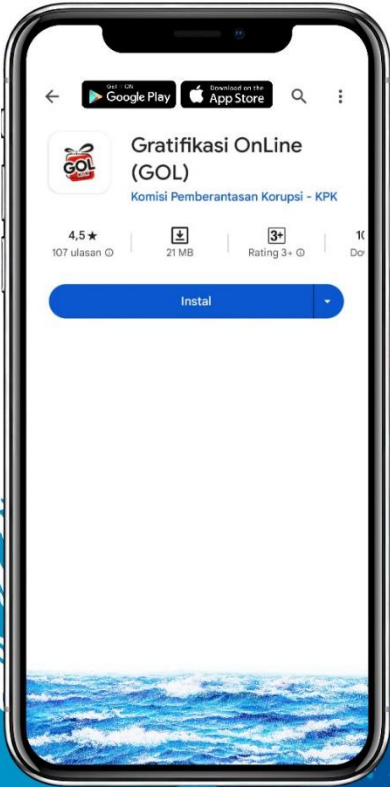 GET IT ON
Google Play
Download on the
App Store
GOL
Gratifikasi OnLine
(GOL)
Komisi Pemberantasan Korupsi - KPK
4,5★
107 ulasan
21 MB
3+
Rating 3+
Instal